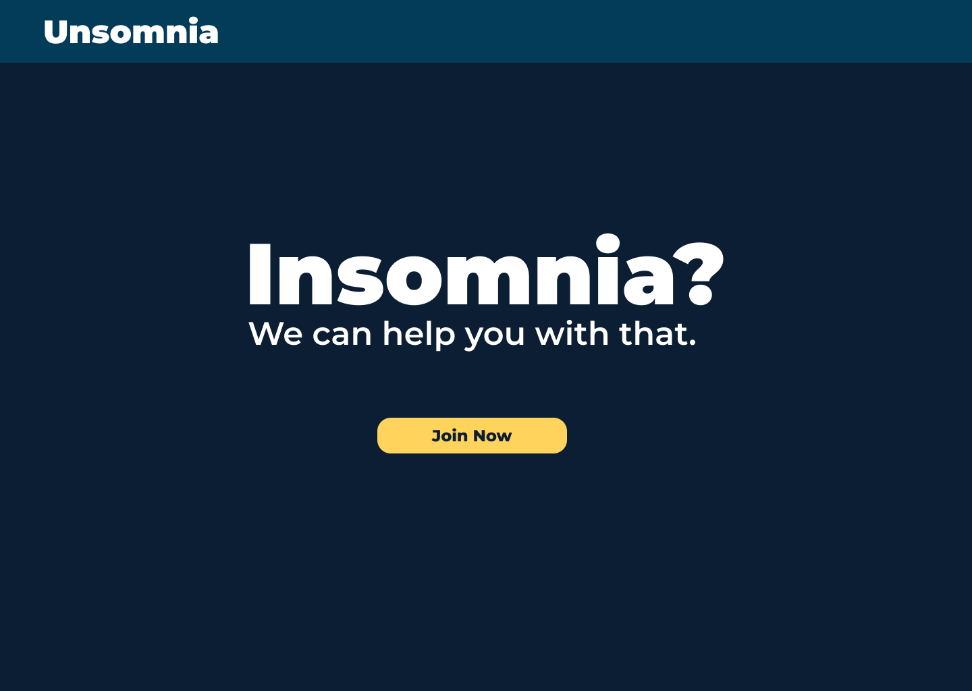 Unsomnia
Insomnia?
We can help you with that.
Join Now